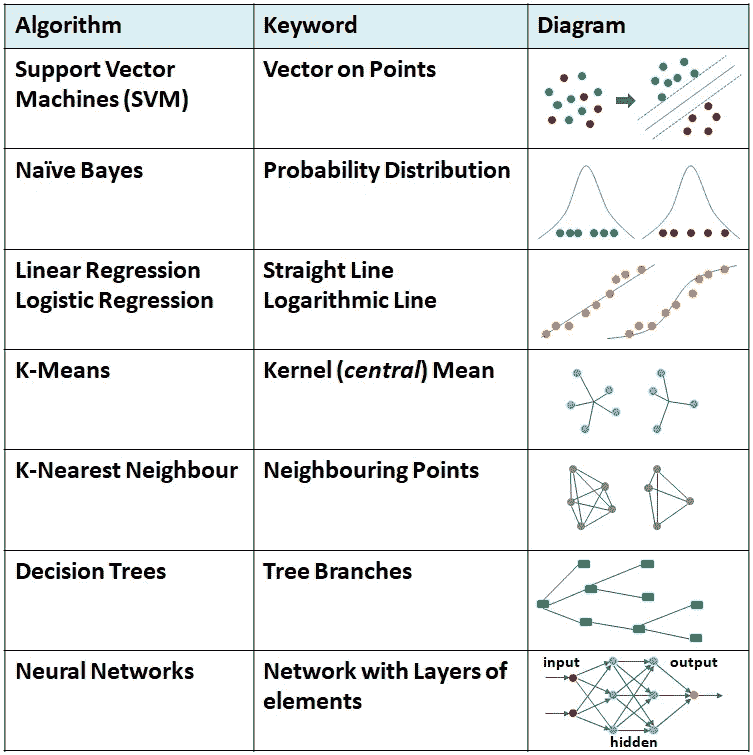 Algorithm
Keyword
Diagram
Support Vector
Machines (SVM)
Vector on Points
Naïve Bayes
Probability Distribution
Linear Regression
Logistic Regression
Straight Line
Logarithmic Line
K-Means
Kernel (central) Mean
K-Nearest Neighbour
Neighbouring Points
Decision Trees
Tree Branches
Neural Networks
Network with Layers of
elements
input
output
hidden